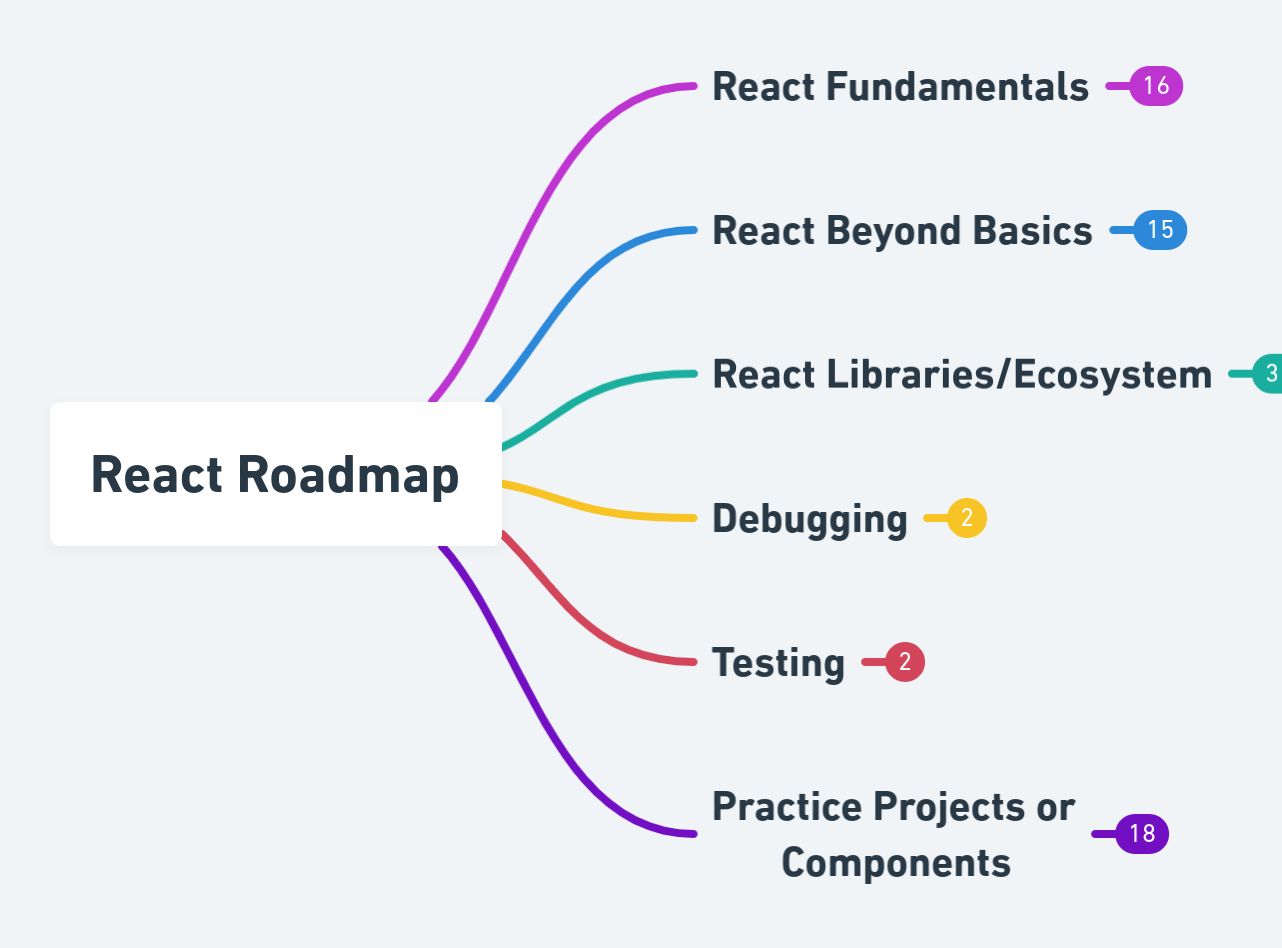 React Fundamentals 16
React Beyond Basics 15
React Libraries/Ecosystem
React Roadmap
Debugging 2
Testing 2
Practice Projects or
Components
18